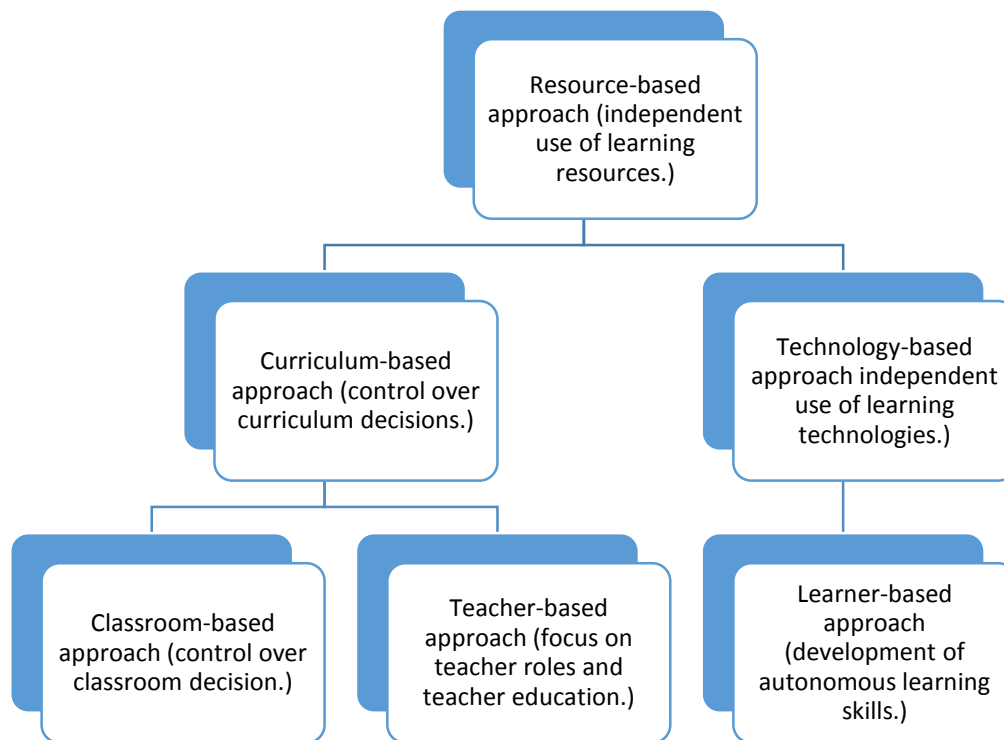 Resource-based
approach (independent
use of learning
resources.)
Curriculum-based
approach (control over
curriculum decisions.)
Technology-based
approach independent
use of learning
technologies.)
Classroom-based
approach (control over
classroom decision.)
Teacher-based
approach (focus on
teacher roles and
teacher education.)
Learner-based
approach
(development of
autonomous learning
skills.)